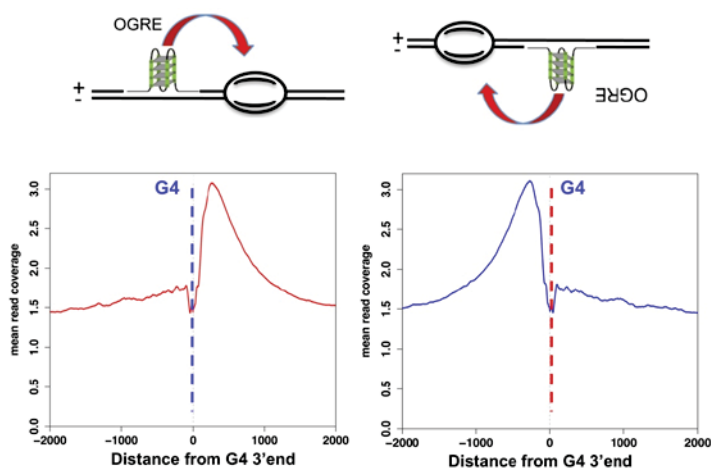 OGRE
+
-
+
-
OGRE
G4
mean read coverage
3.0
2.5
2.0
1.5
1.0
0.5
0.0
−2000 −1000 0 1000 2000
Distance from G4 3'end
G4
mean read coverage
3.0
2.5
2.0
1.5
1.0
0.5
0.0
−2000 −1000 0 1000 2000
Distance from G4 3'end